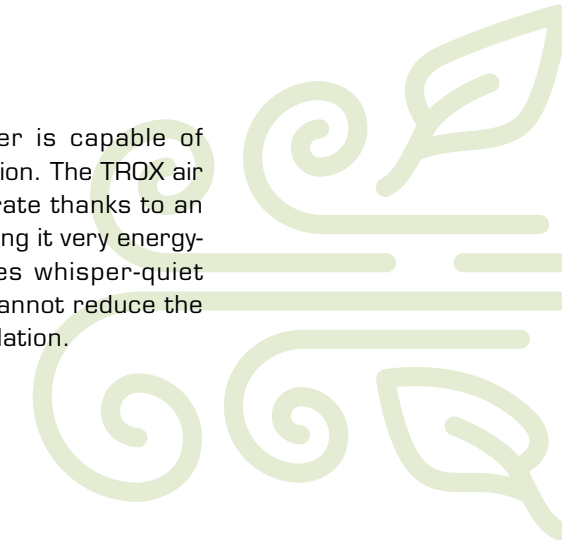 er is capable of
ion. The TROX air
rate thanks to an
ng it very energy-
es whisper-quiet
annot reduce the
lation.